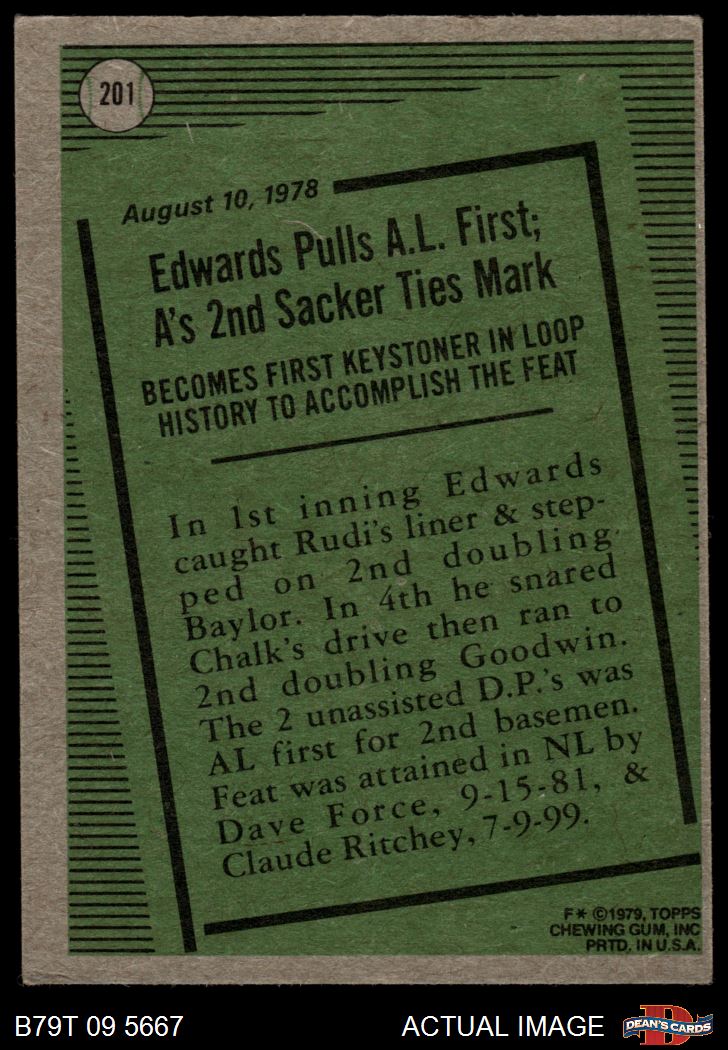 201
August 10, 1978
Edwards Pulls A.L. First;
A's 2nd Sacker Ties Mark
BECOMES FIRST KEYSTONER IN LOOP
HISTORY TO ACCOMPLISH THE FEAT
In 1st inning Edwards
caught Rudi's liner & step-
ped on 2nd doubling
Baylor. In 4th he snared
Chalk's drive then ran to
2nd doubling Goodwin.
The 2 unassisted D.P.'s was
AL first for 2nd basemen.
Feat was attained in NL by
Dave Force, 9-15-81, &
Claude Ritchey, 7-9-99.
F* ©1979, TOPPS
CHEWING GUM, INC
PRTD. IN U.S.A.
B79T 09 5667
ACTUAL IMAGE
D
DEAN'S CARDS